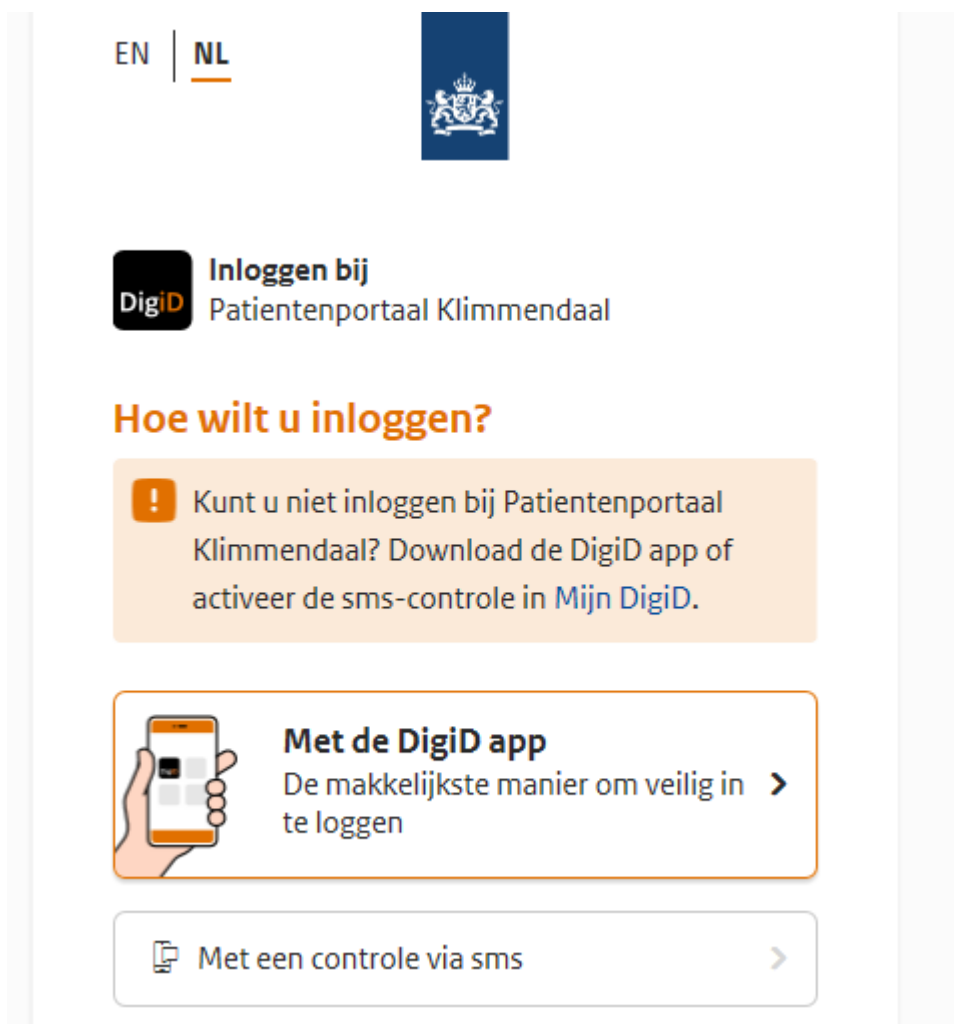 EN | NL
DigiD
Inloggen bij
Patientenportaal Klimmendaal
Hoe wilt u inloggen?
Kunt u niet inloggen bij Patientenportaal
Klimmendaal? Download de DigiD app of
activeer de sms-controle in Mijn DigiD.
Met de DigiD app
De makkelijkste manier om veilig in
te loggen
Met een controle via sms